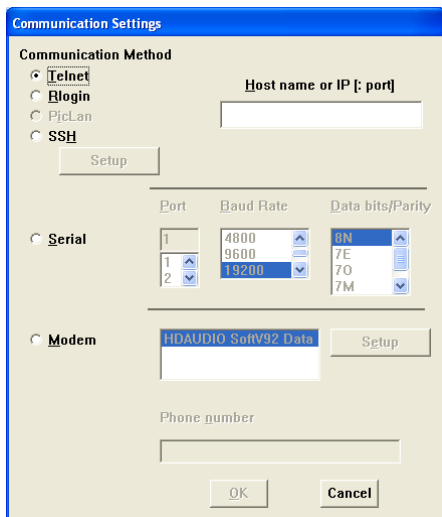 Communication Settings
Communication Method
Telnet
Host name or IP [: port]
Rlogin
PicLan
SSH
Setup
Port Baud Rate Data bits/Parity
Serial
1
1
2
4800
9600
19200
8N
7E
7O
7M
Modem
HDAUDIO SoftV92 Data
Setup
Phone number
OK Cancel